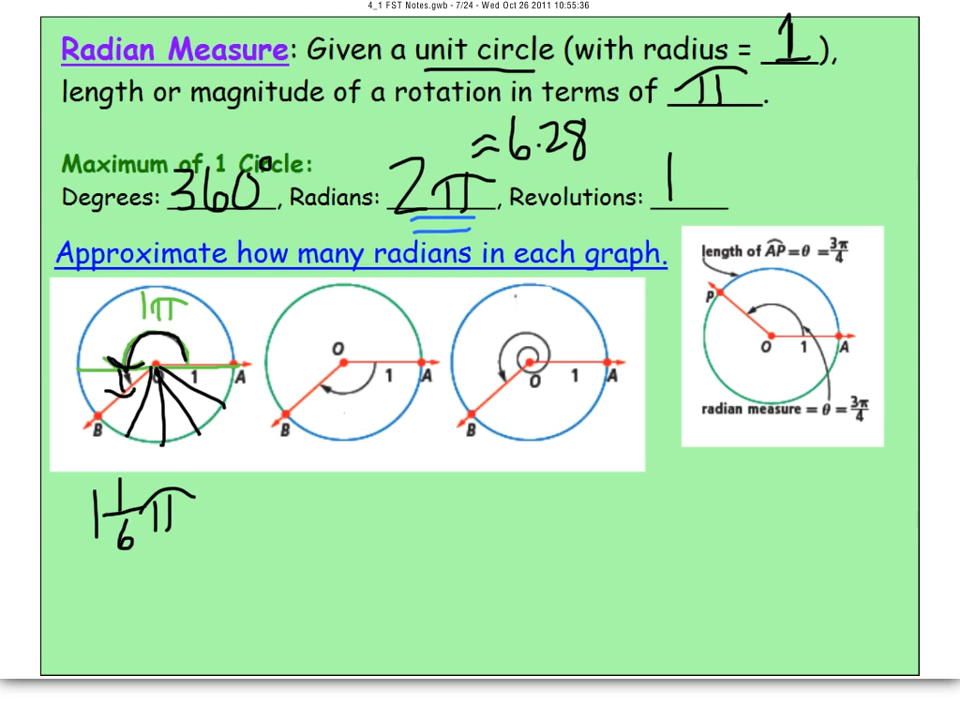 4_1 FST Notes.gwb - 7/24 - Wed Oct 26 2011 10:55:36
Radian Measure: Given a unit circle (with radius = 1),
length or magnitude of a rotation in terms of π.
≈ 6.28
Maximum of 1 Circle:
Degrees: 360°, Radians: 2π, Revolutions: 1
Approximate how many radians in each graph.
length of AP = θ = 3π/4
1π
O 1 A
B
O 1 A
B
O 1 A
B
P O 1 A
radian measure = θ = 3π/4
1 1/6 π